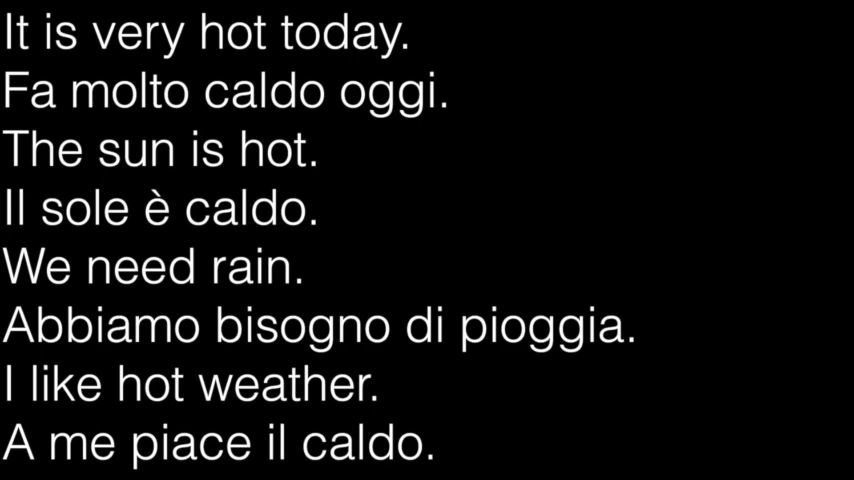 It is very hot today.
Fa molto caldo oggi.
The sun is hot.
Il sole è caldo.
We need rain.
Abbiamo bisogno di pioggia.
I like hot weather.
A me piace il caldo.